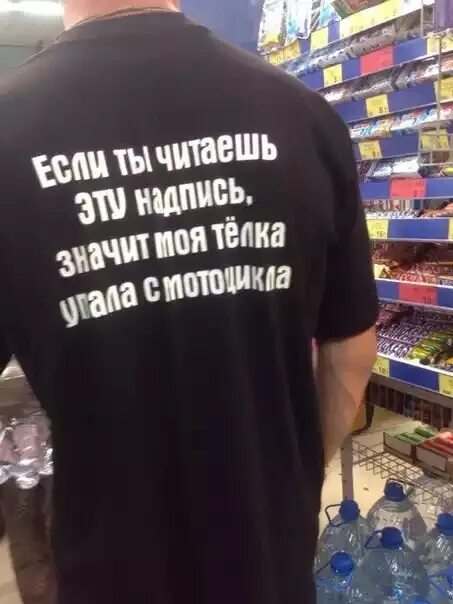 Если ты читаешь
эту надпись,
значит моя тёлка
упала с мотоцикла